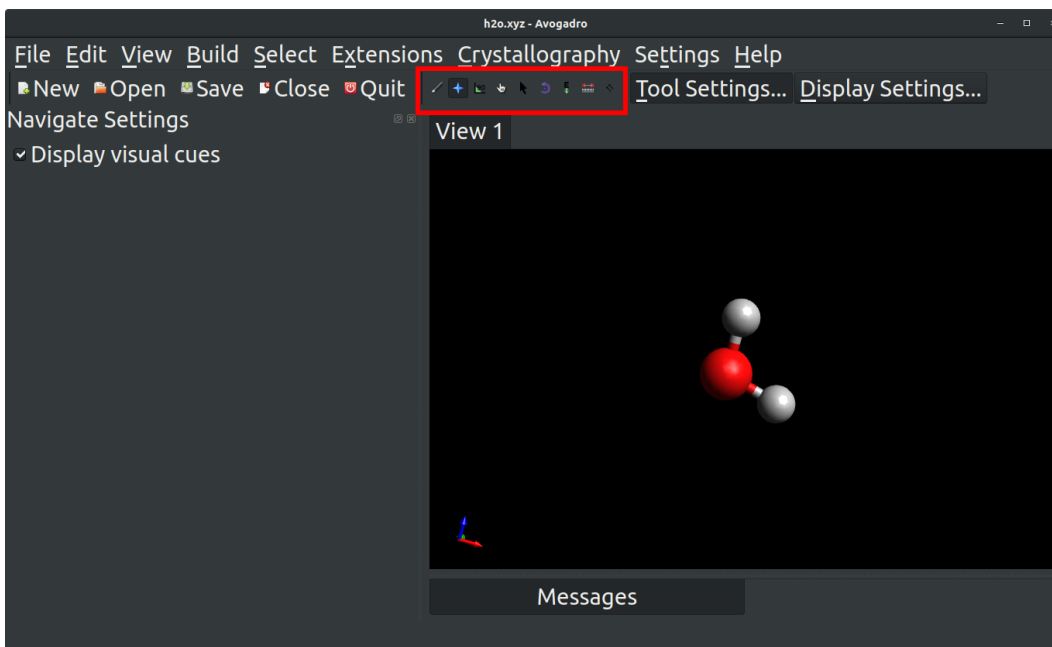 h2o.xyz - Avogadro
File Edit View Build Select Extensions Crystallography Settings Help
New Open Save Close Quit Tool Settings... Display Settings...
Navigate Settings
View 1
Display visual cues
Messages